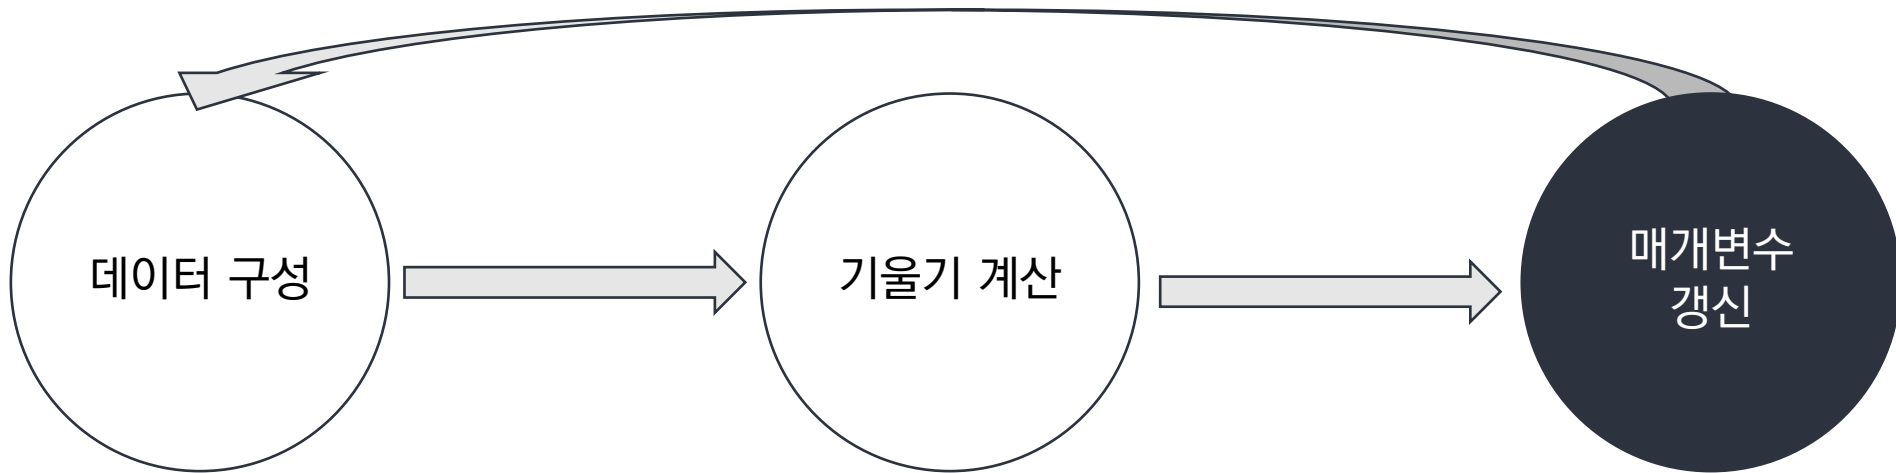 데이터 구성
기울기 계산
매개변수
갱신